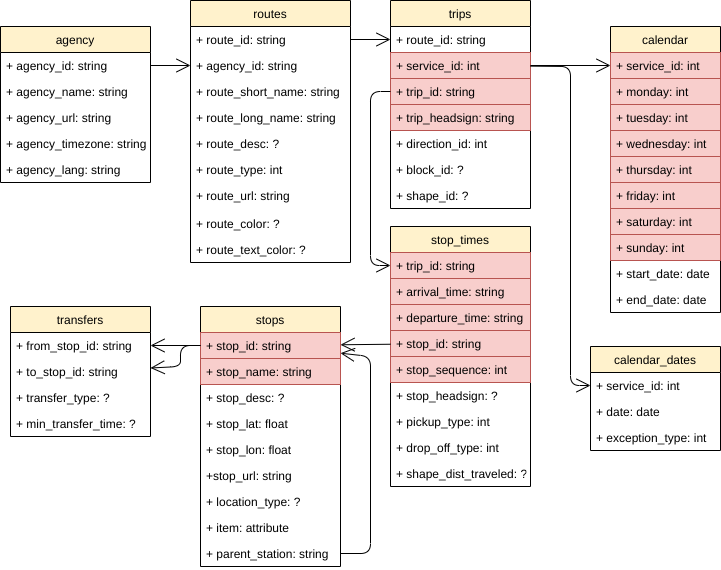 agency
+ agency_id: string
+ agency_name: string
+ agency_url: string
+ agency_timezone: string
+ agency_lang: string
routes
+ route_id: string
+ agency_id: string
+ route_short_name: string
+ route_long_name: string
+ route_desc: ?
+ route_type: int
+ route_url: string
+ route_color: ?
+ route_text_color: ?
trips
+ route_id: string
+ service_id: int
+ trip_id: string
+ trip_headsign: string
+ direction_id: int
+ block_id: ?
+ shape_id: ?
calendar
+ service_id: int
+ monday: int
+ tuesday: int
+ wednesday: int
+ thursday: int
+ friday: int
+ saturday: int
+ sunday: int
+ start_date: date
+ end_date: date
transfers
+ from_stop_id: string
+ to_stop_id: string
+ transfer_type: ?
+ min_transfer_time: ?
stops
+ stop_id: string
+ stop_name: string
+ stop_desc: ?
+ stop_lat: float
+ stop_lon: float
+stop_url: string
+ location_type: ?
+ item: attribute
+ parent_station: string
stop_times
+ trip_id: string
+ arrival_time: string
+ departure_time: string
+ stop_id: string
+ stop_sequence: int
+ stop_headsign: ?
+ pickup_type: int
+ drop_off_type: int
+ shape_dist_traveled: ?
calendar_dates
+ service_id: int
+ date: date
+ exception_type: int